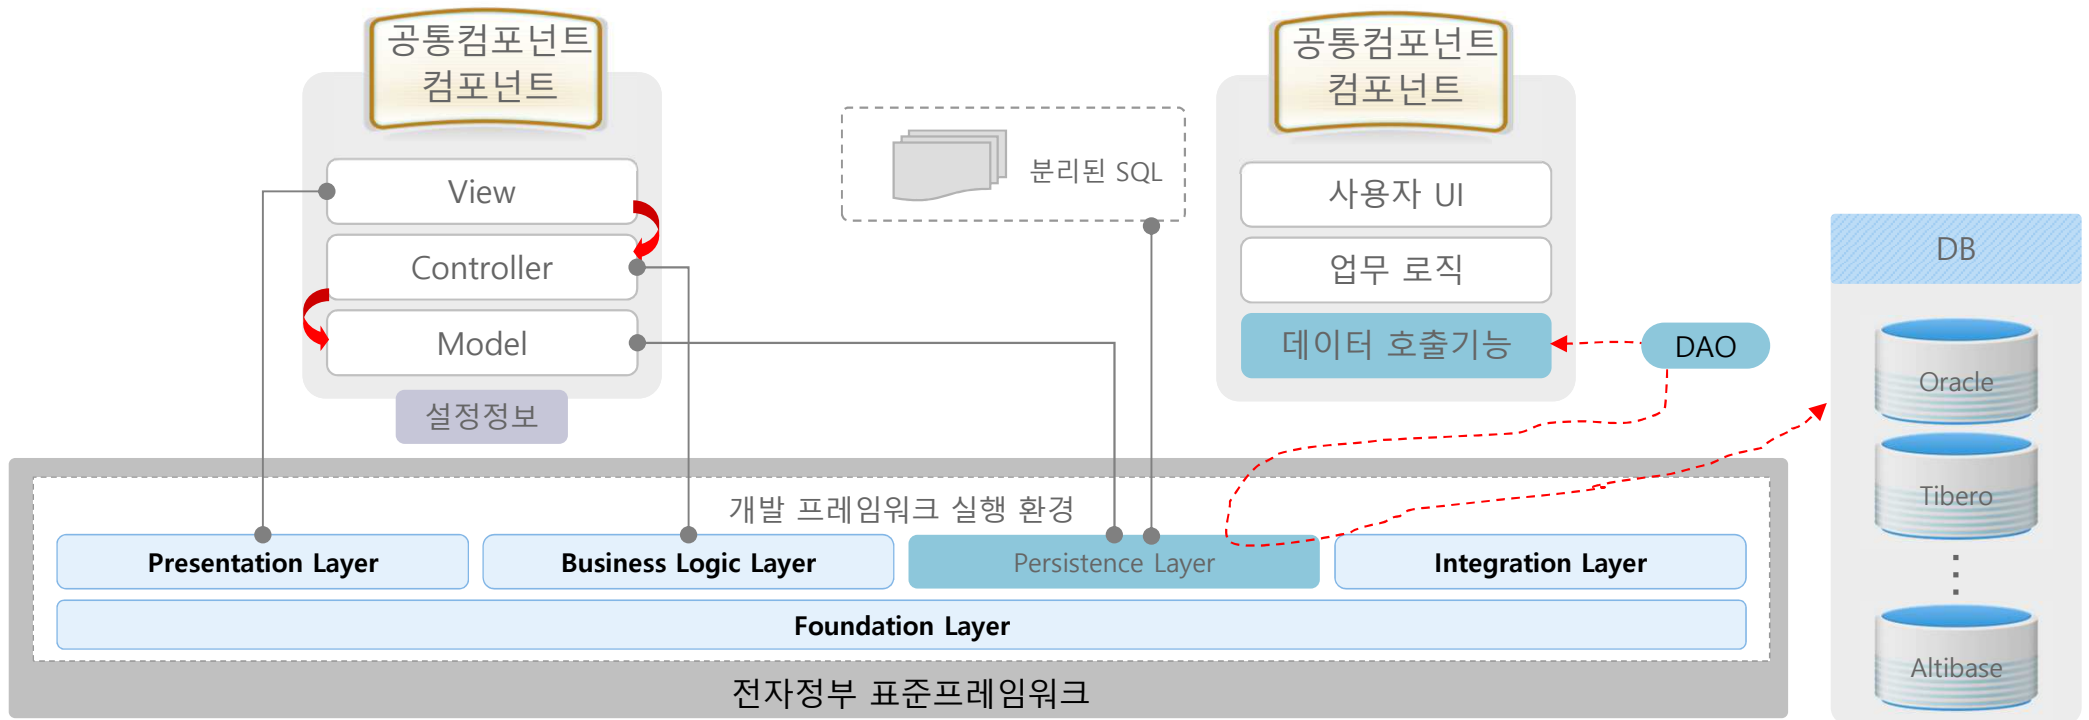 공통컴포넌트
컴포넌트
View
Controller
Model
설정정보
분리된 SQL
공통컴포넌트
컴포넌트
사용자 UI
업무 로직
데이터 호출기능
DAO
DB
Oracle
Tibero
Altibase
개발 프레임워크 실행 환경
Presentation Layer
Business Logic Layer
Persistence Layer
Integration Layer
Foundation Layer
전자정부 표준프레임워크